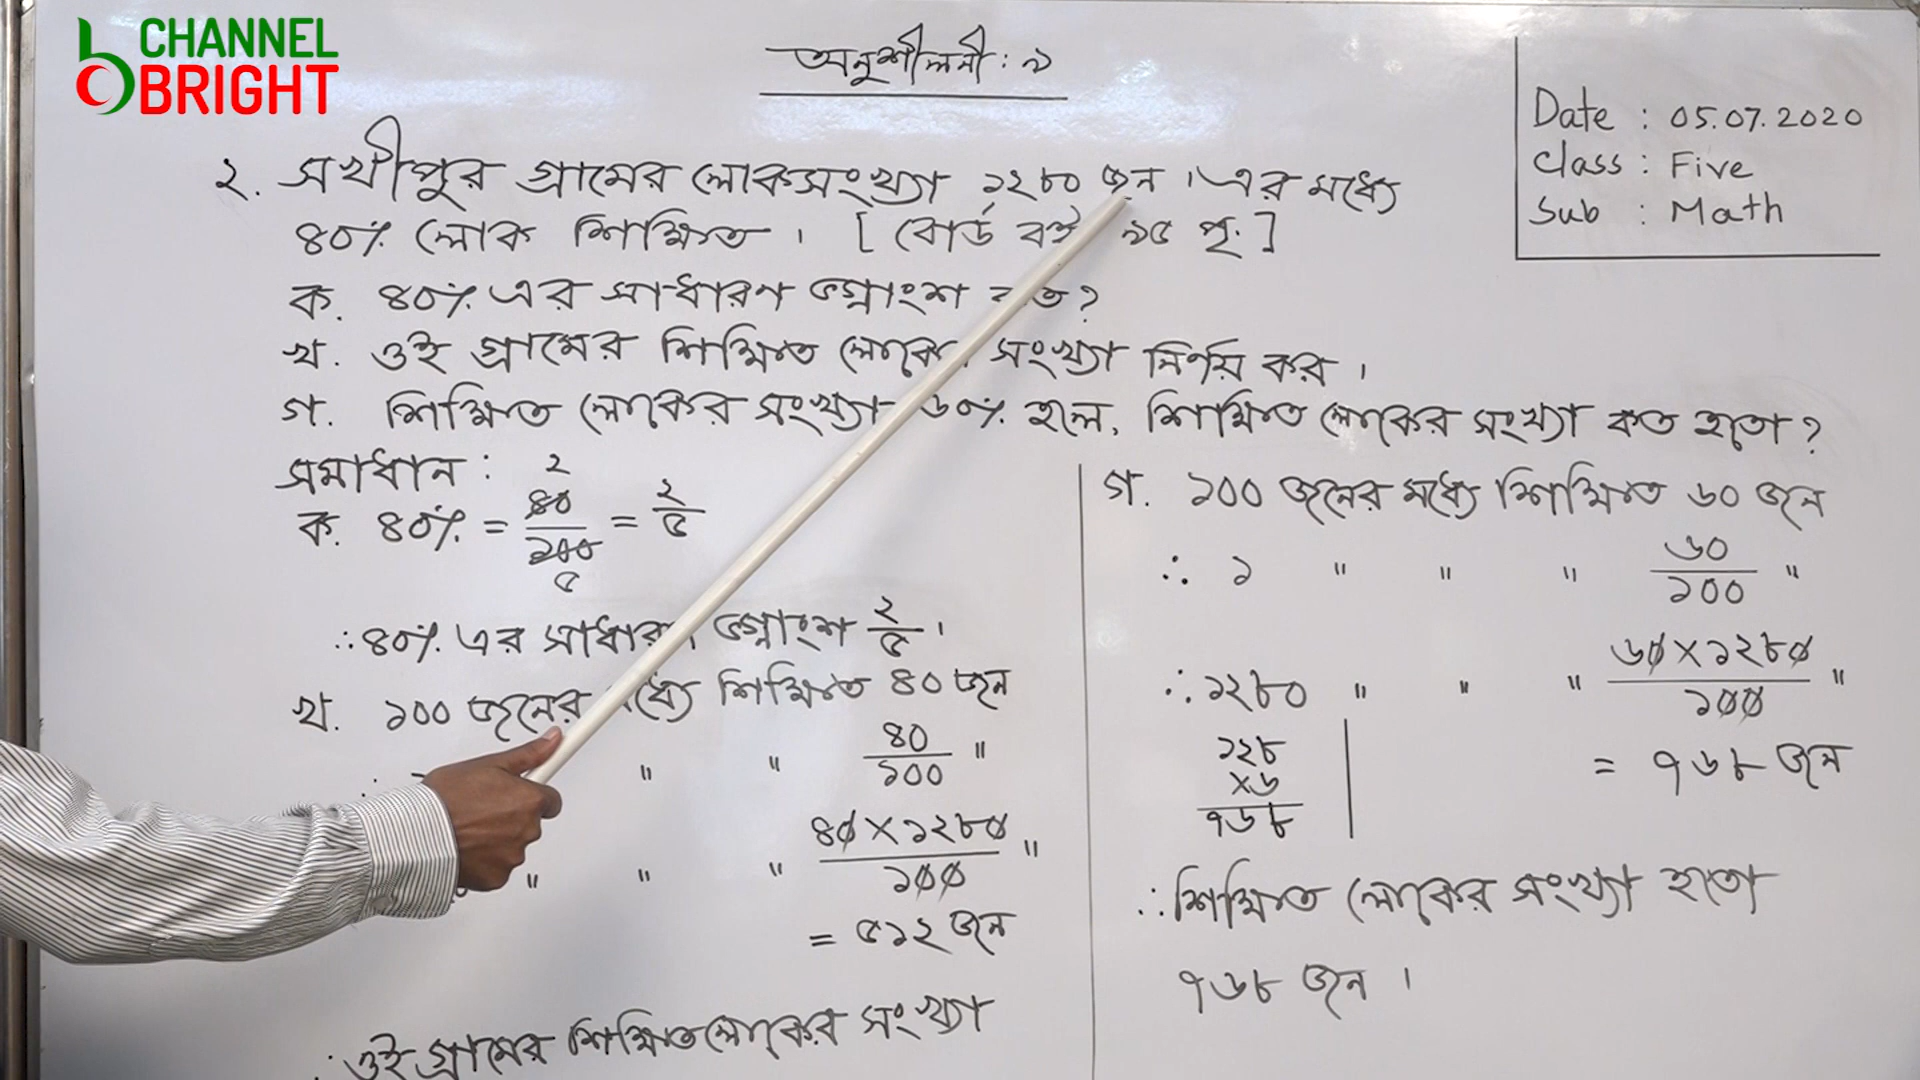 CHANNEL
BRIGHT
অনুশীলনী : ৯
Date : 05.07.2020
Class : Five
Sub : Math
২. সখীপুর গ্রামের লোকসংখ্যা ১২৮০ জন । এর মধ্যে
৪০% লোক শিক্ষিত । [ বোর্ড বই ৯৫ পৃ: ]
ক. ৪০% এর সাধারণ ভগ্নাংশ কত ?
খ. ওই গ্রামের শিক্ষিত লোকের সংখ্যা নির্ণয় কর ।
গ. শিক্ষিত লোকের সংখ্যা ৬০% হলে, শিক্ষিত লোকের সংখ্যা কত হতো ?
সমাধান :
২
ক. ৪০% = ৪০/১০০ = ২/৫
৫
∴ ৪০% এর সাধারণ ভগ্নাংশ ২/৫ ।
খ. ১০০ জনের মধ্যে শিক্ষিত ৪০ জন
" " ৪০/১০০ "
" " " ৪০ × ১২৮০/১০০ "
= ৫১২ জন
∴ ওই গ্রামের শিক্ষিত লোকের সংখ্যা
গ. ১০০ জনের মধ্যে শিক্ষিত ৬০ জন
∴ ১ " " " ৬০/১০০ "
∴ ১২৮০ " " " ৬০ × ১২৮০/১০০ "
= ৭৬৮ জন
১২৮
×৬
৭৬৮
∴ শিক্ষিত লোকের সংখ্যা হতো
৭৬৮ জন ।